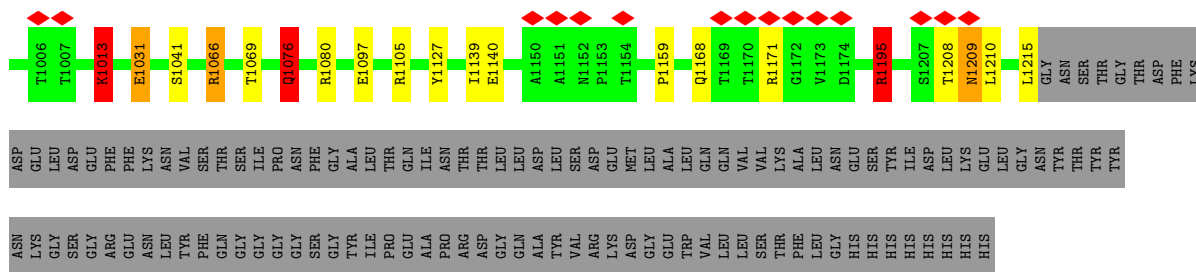 T1006 T1007 K1013 E1031 S1041 R1066 T1069 Q1076 R1080 E1097 R1105 Y1127 I1139 E1140 A1150 A1151 N1152 P1153 T1154 P1159 Q1168 T1169 T1170 R1171 G1172 V1173 D1174 R1195 S1207 T1208 N1209 L1210 L1215 GLY ASN SER THR GLY THR ASP PHE LYS
ASP GLU LEU ASP GLU PHE PHE LYS ASN VAL SER THR SER ILE PRO ASN PHE GLY ALA LEU THR GLN ILE ASN THR THR LEU LEU ASP LEU SER ASP GLU MET LEU ALA LEU GLN GLN VAL VAL LYS ALA LEU ASN GLU SER TYR ILE ASP LEU LYS GLU LEU GLY ASN TYR THR TYR TYR
ASN LYS GLY SER GLY ARG GLU ASN LEU TYR PHE GLN GLY GLY GLY GLY SER GLY TYR ILE PRO GLU ALA PRO ARG ASP GLY GLN ALA TYR VAL ARG LYS ASP GLY GLU TRP VAL LEU LEU SER THR PHE LEU GLY HIS HIS HIS HIS HIS HIS HIS HIS